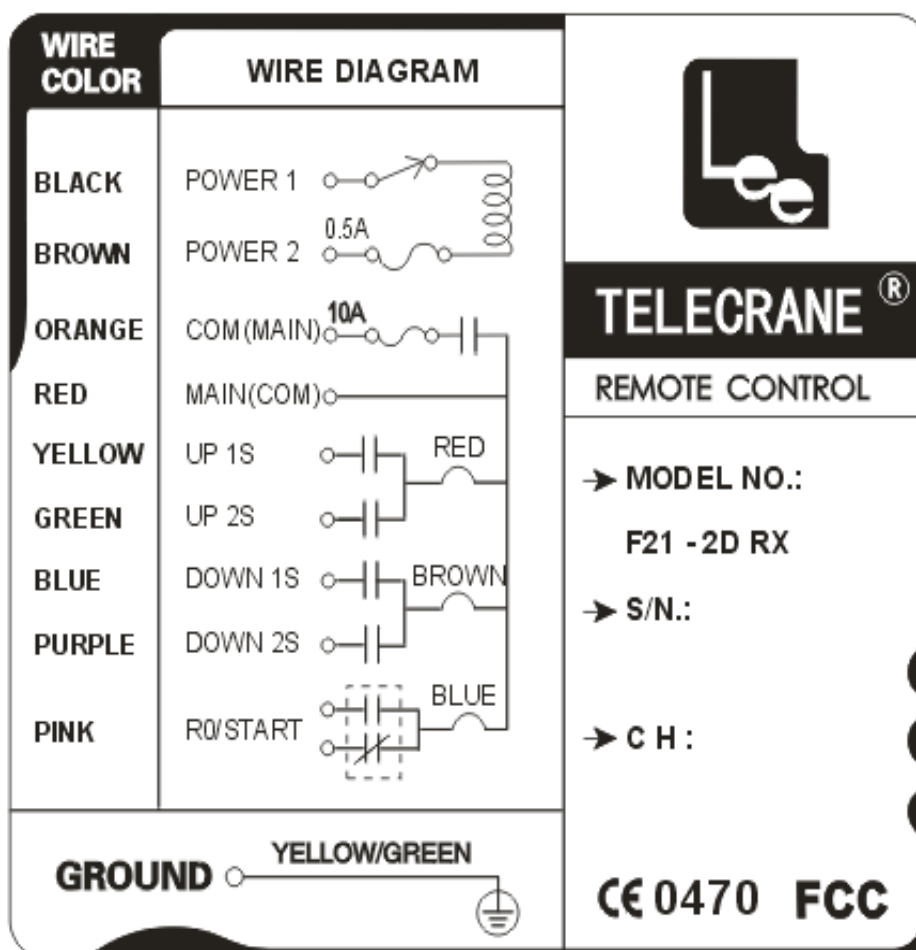 WIRE COLOR
WIRE DIAGRAM
BLACK POWER 1
0.5A
BROWN POWER 2
10A
ORANGE COM(MAIN)
RED MAIN(COM)
YELLOW UP 1S RED
GREEN UP 2S
BLUE DOWN 1S BROWN
PURPLE DOWN 2S
BLUE
PINK R0/START
GROUND YELLOW/GREEN
Lee
TELECRANE ®
REMOTE CONTROL
MODEL NO.:
F21 - 2D RX
S/N.:
C H :
CE 0470 FCC